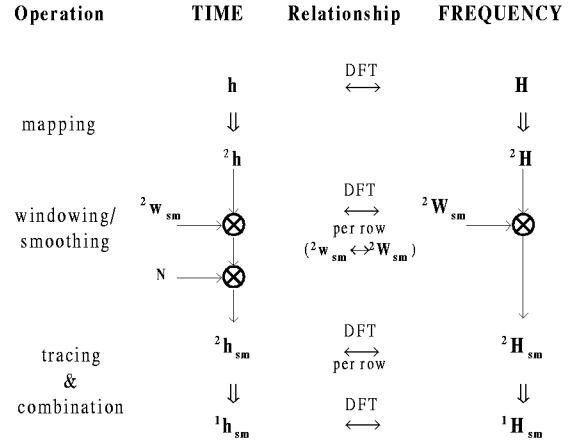 Operation TIME Relationship FREQUENCY
DFT
h ↔ H
mapping ⇓ ⇓
²h ²H
DFT
²w_sm ↔ ²W_sm
windowing/ ⊗ per row ⊗
smoothing (²w_sm ↔ ²W_sm)
N ⊗
DFT
²h_sm ↔ ²H_sm
tracing per row
& ⇓ ⇓
combination DFT
¹h_sm ↔ ¹H_sm